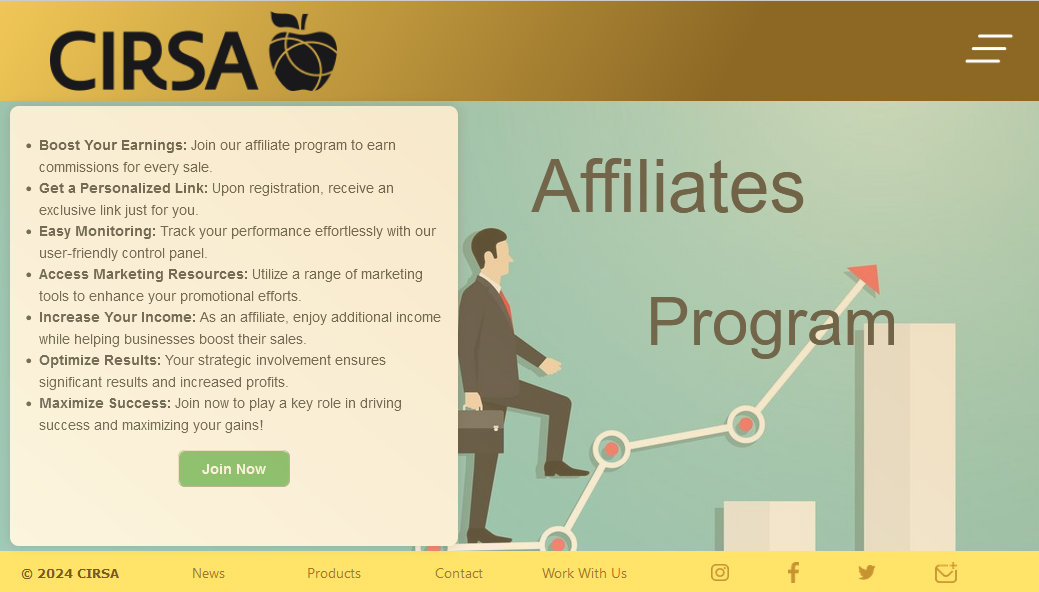 CIRSA
• Boost Your Earnings: Join our affiliate program to earn
commissions for every sale.
• Get a Personalized Link: Upon registration, receive an
exclusive link just for you.
• Easy Monitoring: Track your performance effortlessly with our
user-friendly control panel.
• Access Marketing Resources: Utilize a range of marketing
tools to enhance your promotional efforts.
• Increase Your Income: As an affiliate, enjoy additional income
while helping businesses boost their sales.
• Optimize Results: Your strategic involvement ensures
significant results and increased profits.
• Maximize Success: Join now to play a key role in driving
success and maximizing your gains!
Join Now
Affiliates
Program
© 2024 CIRSA News Products Contact Work With Us